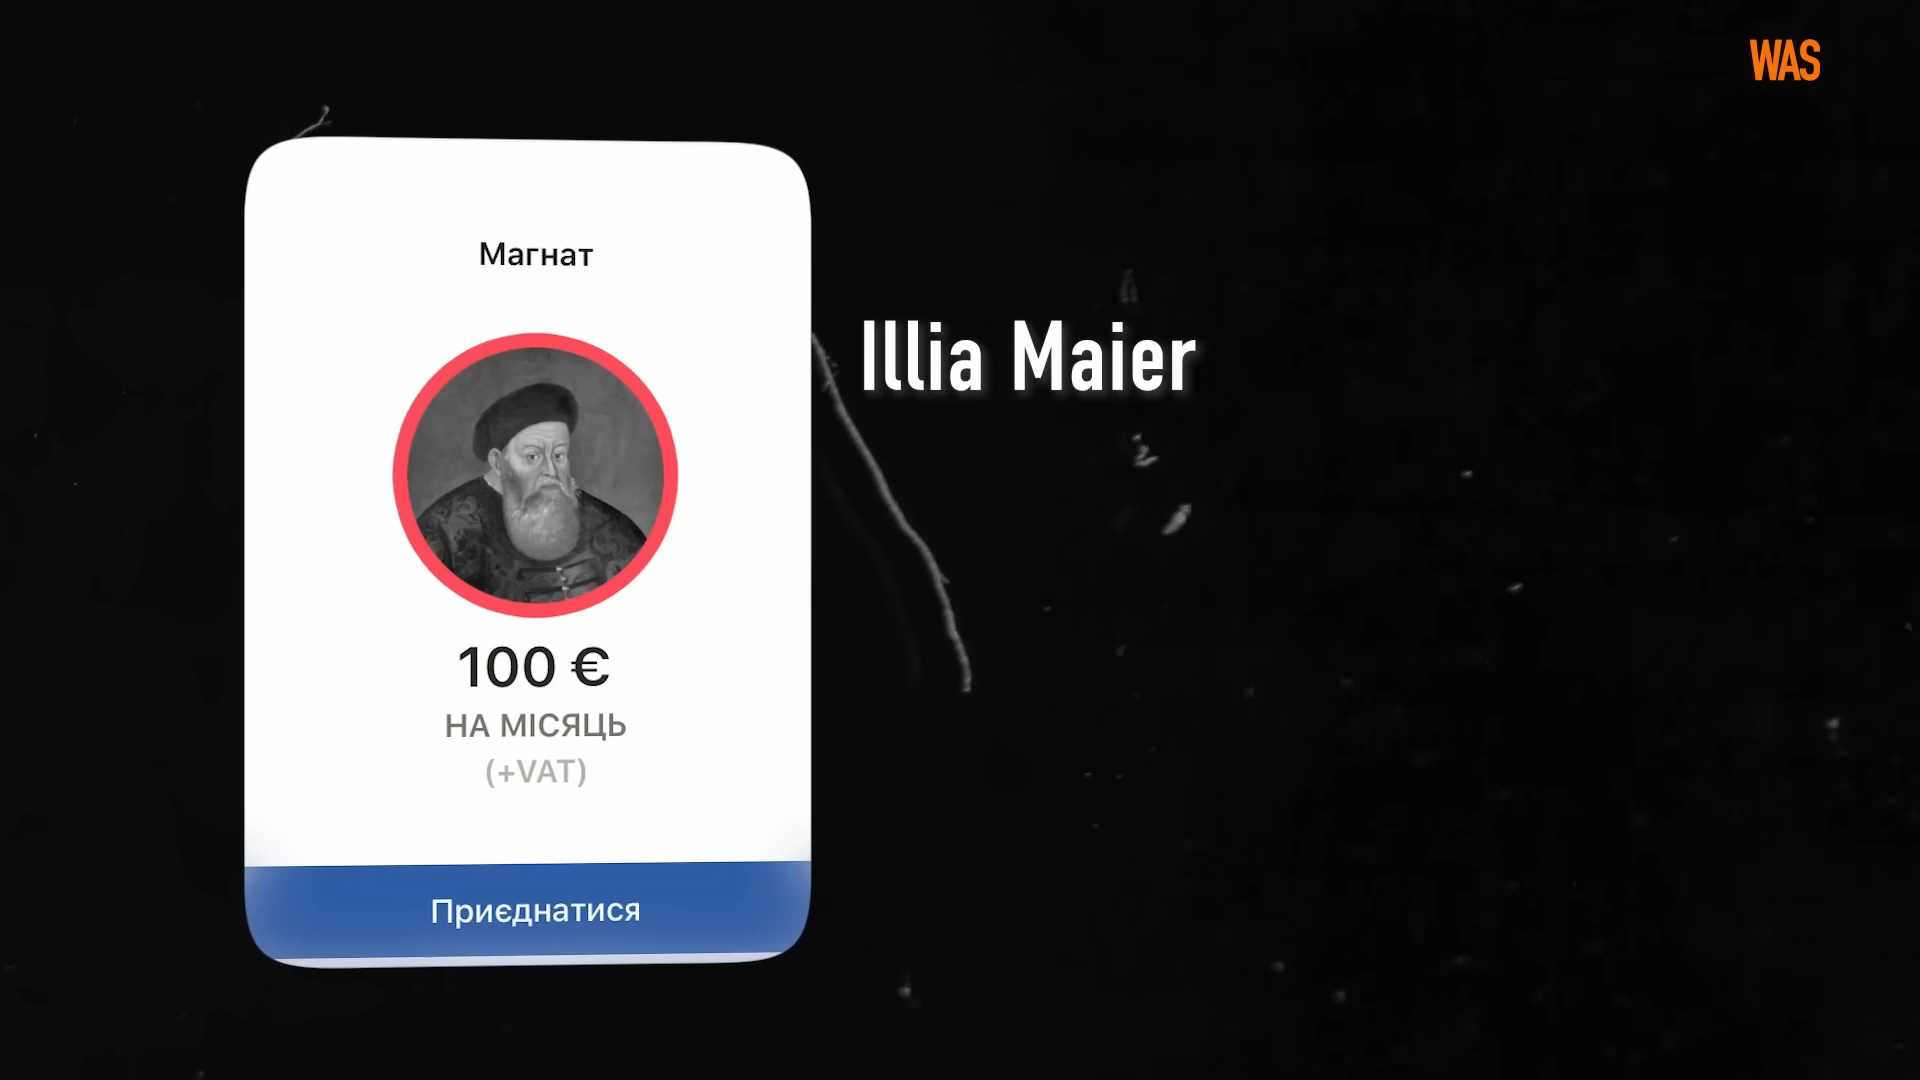 WAS
Магнат
Illia Maier
100 €
НА МІСЯЦЬ
(+VAT)
Приєднатися